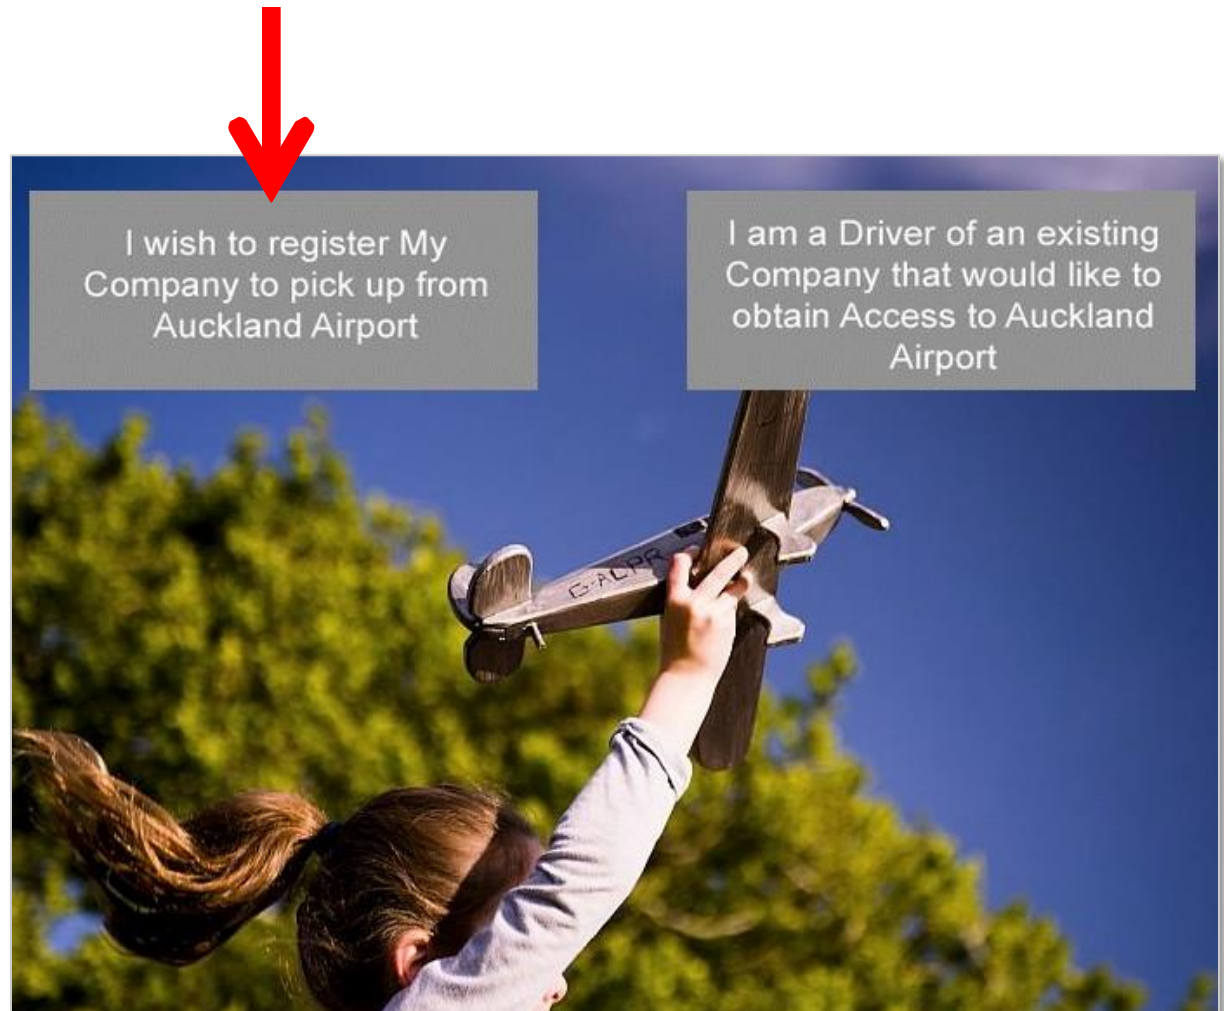 I wish to register My
Company to pick up from
Auckland Airport
I am a Driver of an existing
Company that would like to
obtain Access to Auckland
Airport
G-ACPR